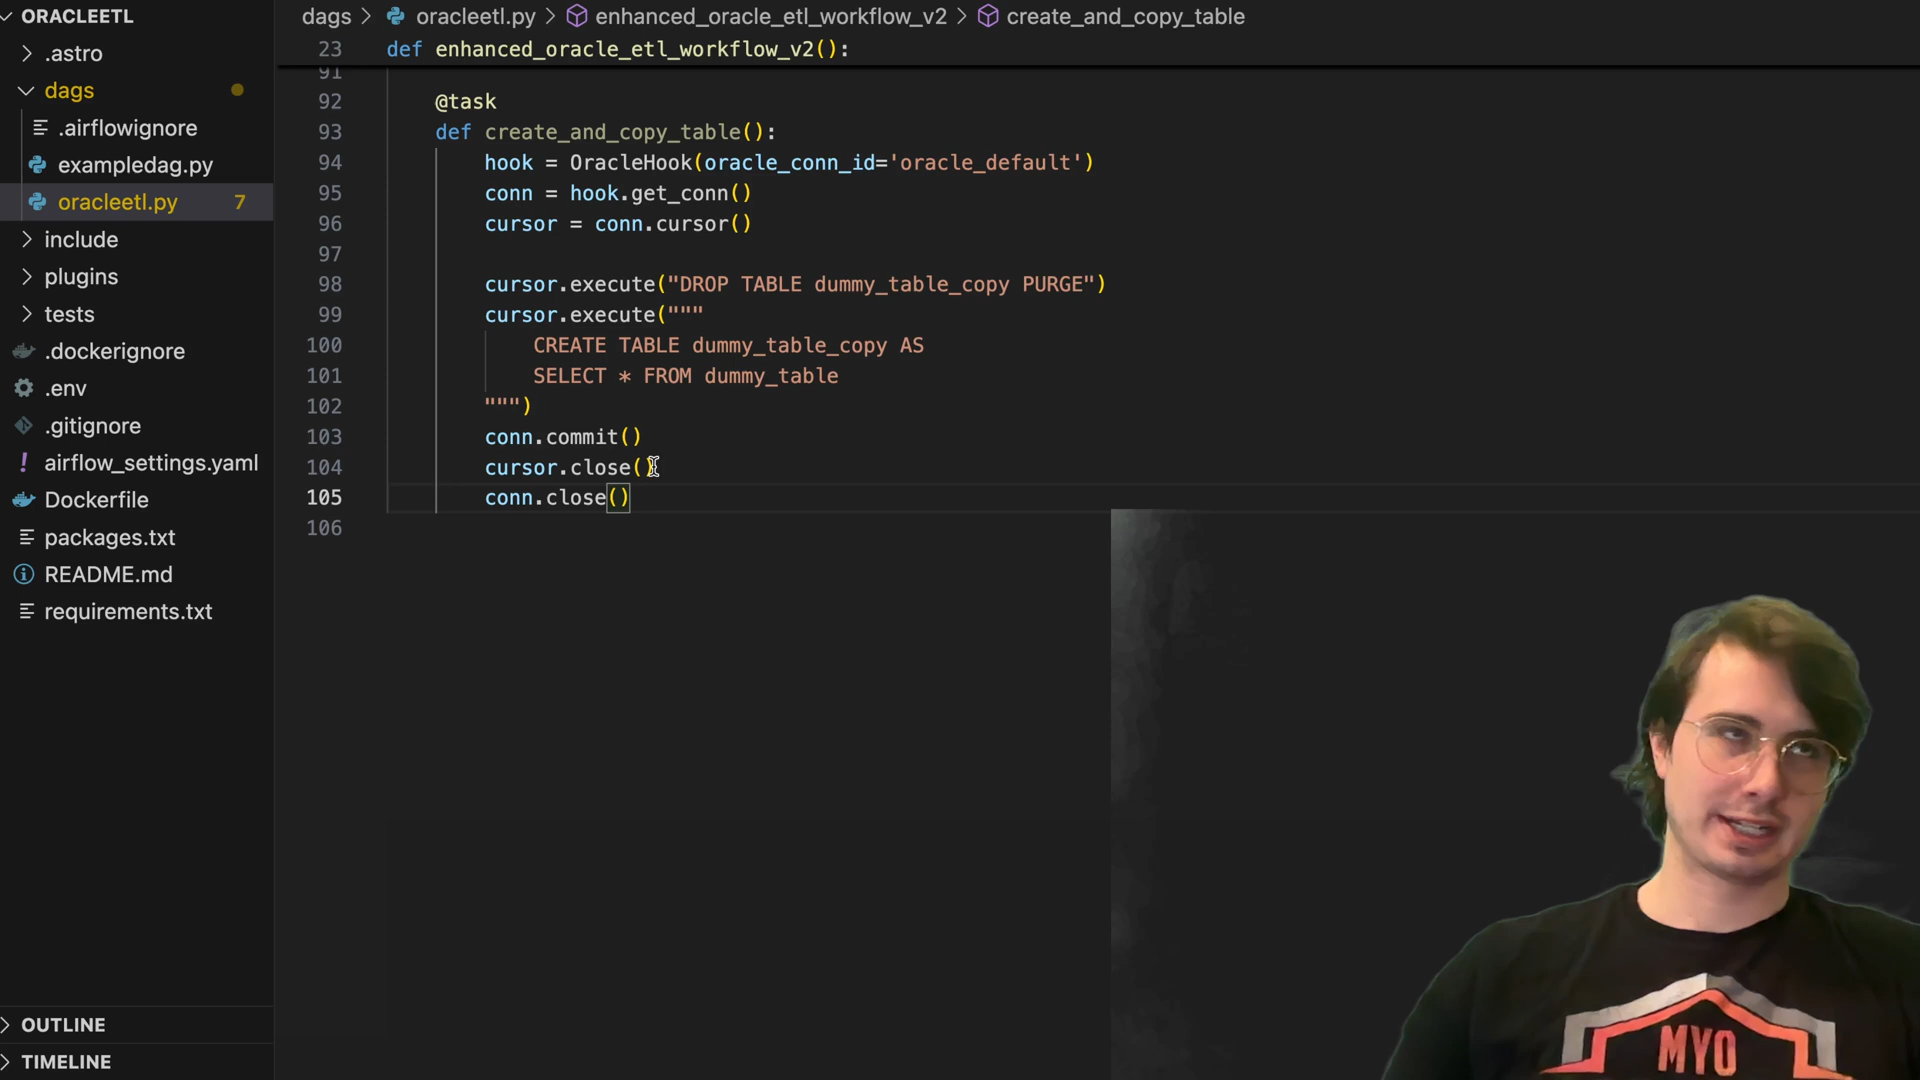 ORACLEETL
.astro
dags
.airflowignore
exampledag.py
oracleetl.py 7
include
plugins
tests
.dockerignore
.env
.gitignore
airflow_settings.yaml
Dockerfile
packages.txt
README.md
requirements.txt
OUTLINE
TIMELINE
dags > oracleetl.py > enhanced_oracle_etl_workflow_v2 > create_and_copy_table
23 def enhanced_oracle_etl_workflow_v2():
91
92 @task
93 def create_and_copy_table():
94 hook = OracleHook(oracle_conn_id='oracle_default')
95 conn = hook.get_conn()
96 cursor = conn.cursor()
97
98 cursor.execute("DROP TABLE dummy_table_copy PURGE")
99 cursor.execute("""
100 CREATE TABLE dummy_table_copy AS
101 SELECT * FROM dummy_table
102 """)
103 conn.commit()
104 cursor.close()
105 conn.close()
106
MYO